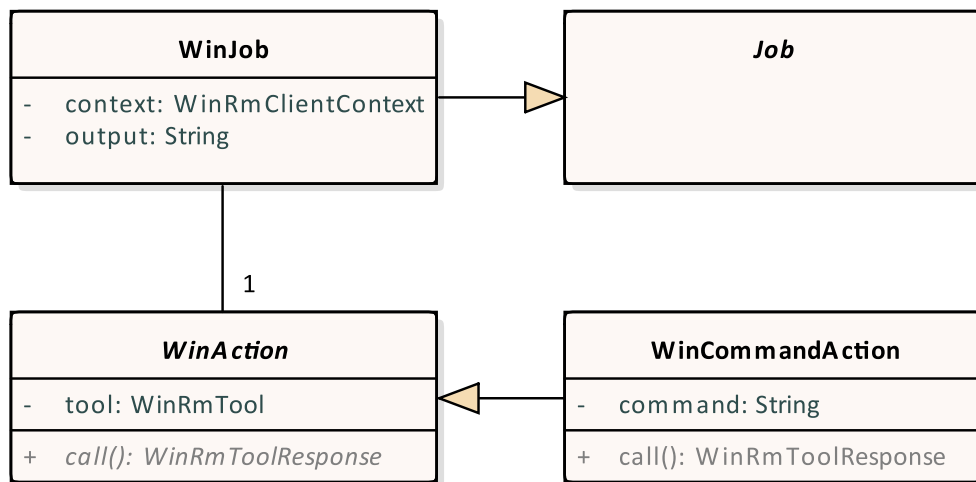 WinJob
- context: WinRmClientContext
- output: String
Job
1
WinAction
- tool: WinRmTool
+ call(): WinRmToolResponse
WinCommandAction
- command: String
+ call(): WinRmToolResponse